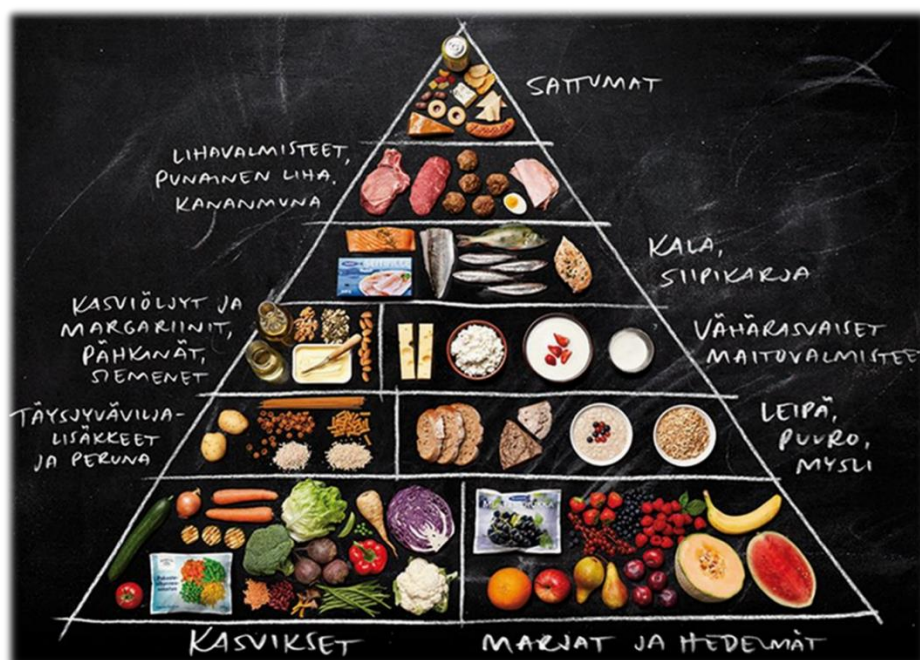 SATTUMAT
LIHAVALMISTEET,
PUNAINEN LIHA,
KANANMUNA
KALA,
SIIPIKARJA
KASVIÖLJYT JA
MARGARIINIT,
PÄHKINÄT,
SIEMENET
VÄHÄRASVAISET
MAITOVALMISTEET
TÄYSJYVÄVILJA-
LISÄKKEET
JA PERUNA
LEIPÄ,
PUURO,
MYSLI
KASVIKSET
MARJAT JA HEDELMÄT